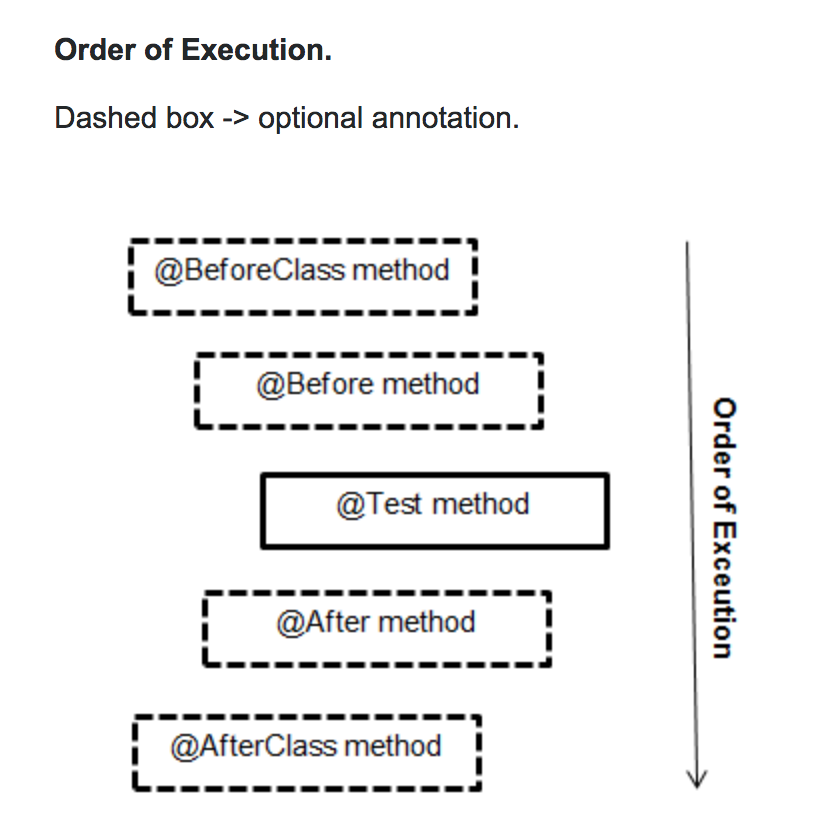 Order of Execution.
Dashed box -> optional annotation.
@BeforeClass method
@Before method
@Test method
@After method
@AfterClass method
Order of Exceution